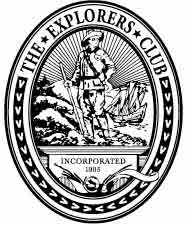 THE EXPLORERS CLUB
INCORPORATED
1905